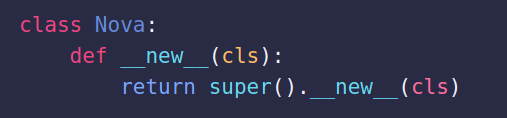 class Nova:
    def __new__(cls):
        return super().__new__(cls)